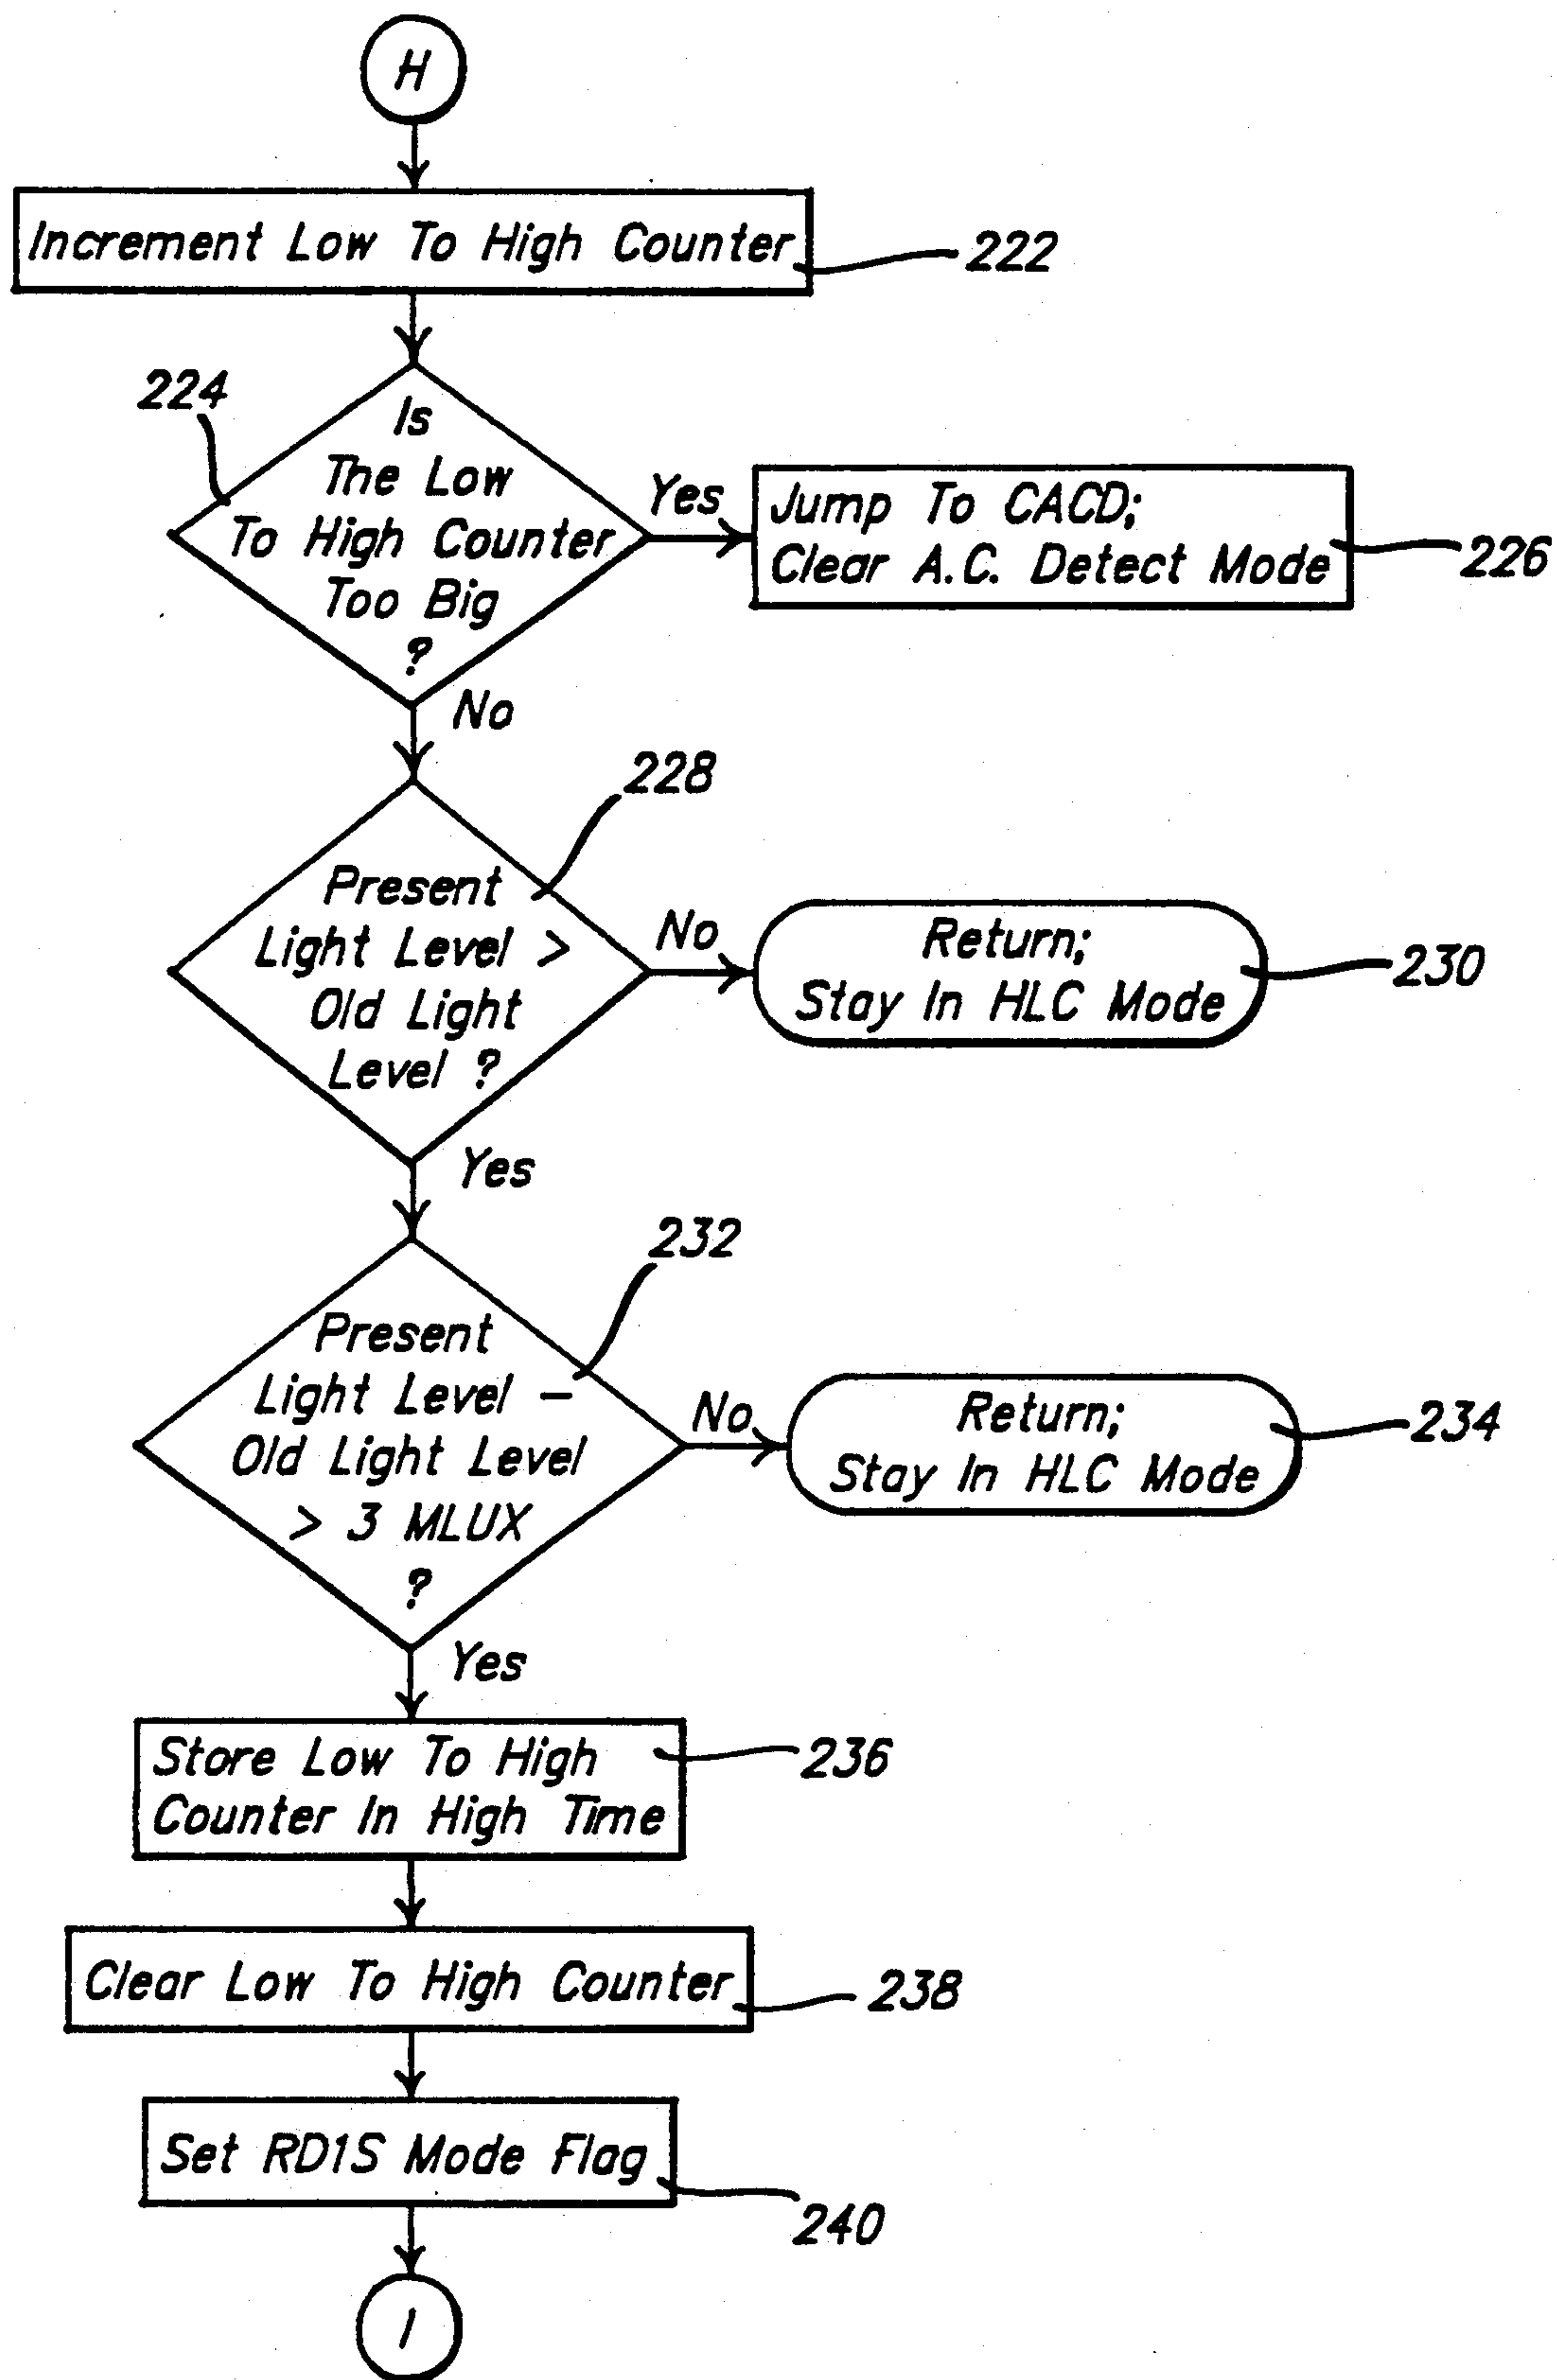 H
Increment Low To High Counter
222
224
Is
The Low
To High Counter
Too Big
?
Yes
Jump To CACD;
Clear A.C. Detect Mode
226
No
228
Present
Light Level >
Old Light
Level ?
No
Return;
Stay In HLC Mode
230
Yes
232
Present
Light Level –
Old Light Level
> 3 MLUX
?
No
Return;
Stay In HLC Mode
234
Yes
Store Low To High
Counter In High Time
236
Clear Low To High Counter
238
Set RD1S Mode Flag
240
I